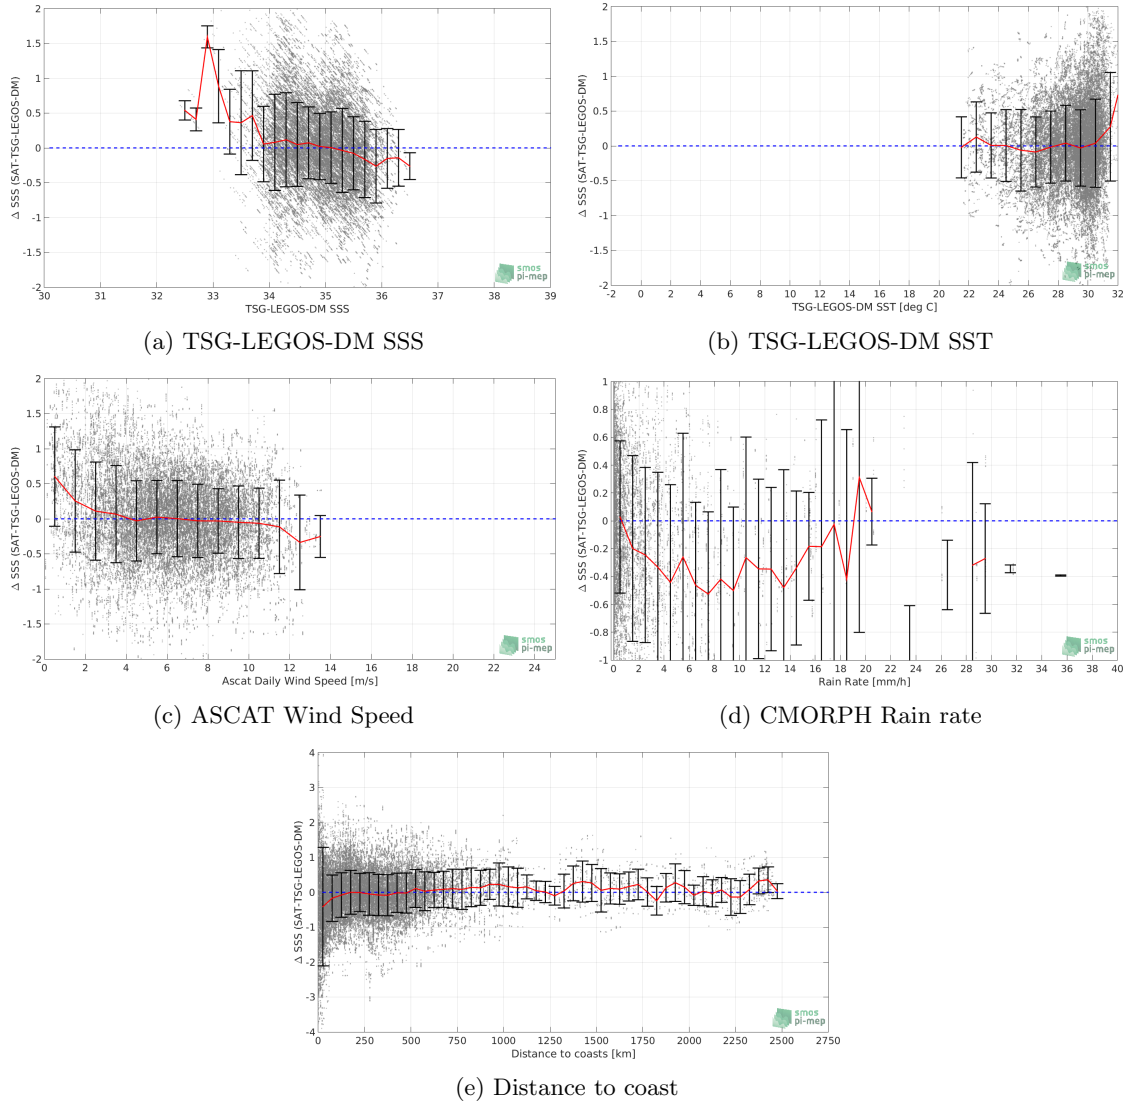 Δ SSS (SAT-TSG-LEGOS-DM)
2
1.5
1
0.5
0
-0.5
-1
-1.5
-2
30 31 32 33 34 35 36 37 38 39
TSG-LEGOS-DM SSS
smos
pi-mep
(a) TSG-LEGOS-DM SSS
Δ SSS (SAT-TSG-LEGOS-DM)
2
1.5
1
0.5
0
-0.5
-1
-1.5
-2
-2 0 2 4 6 8 10 12 14 16 18 20 22 24 26 28 30 32
TSG-LEGOS-DM SST [deg C]
smos
pi-mep
(b) TSG-LEGOS-DM SST
Δ SSS (SAT-TSG-LEGOS-DM)
2
1.5
1
0.5
0
-0.5
-1
-1.5
-2
0 2 4 6 8 10 12 14 16 18 20 22 24
Ascat Daily Wind Speed [m/s]
smos
pi-mep
(c) ASCAT Wind Speed
Δ SSS (SAT-TSG-LEGOS-DM)
1
0.8
0.6
0.4
0.2
0
-0.2
-0.4
-0.6
-0.8
-1
0 2 4 6 8 10 12 14 16 18 20 22 24 26 28 30 32 34 36 38 40
Rain Rate [mm/h]
smos
pi-mep
(d) CMORPH Rain rate
Δ SSS (SAT-TSG-LEGOS-DM)
4
3
2
1
0
-1
-2
-3
-4
0 250 500 750 1000 1250 1500 1750 2000 2250 2500 2750
Distance to coasts [km]
smos
pi-mep
(e) Distance to coast